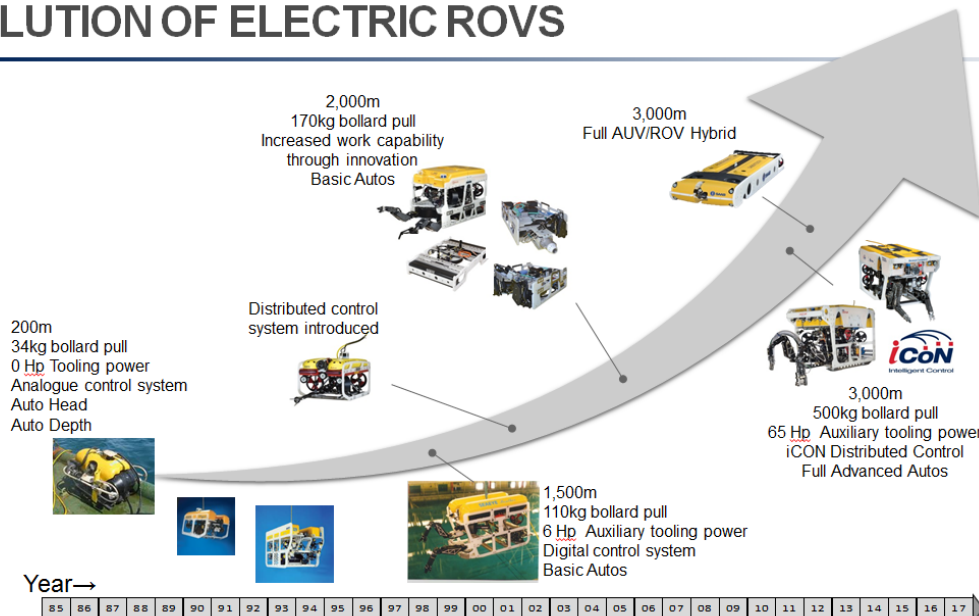 LUTION OF ELECTRIC ROVS
2,000m
170kg bollard pull
Increased work capability
through innovation
Basic Autos
3,000m
Full AUV/ROV Hybrid
Distributed control
system introduced
200m
34kg bollard pull
0 Hp Tooling power
Analogue control system
Auto Head
Auto Depth
iCoN
Intelligent Control
3,000m
500kg bollard pull
65 Hp Auxiliary tooling power
iCON Distributed Control
Full Advanced Autos
1,500m
110kg bollard pull
6 Hp Auxiliary tooling power
Digital control system
Basic Autos
Year→
85 86 87 88 89 90 91 92 93 94 95 96 97 98 99 00 01 02 03 04 05 06 07 08 09 10 11 12 13 14 15 16 17